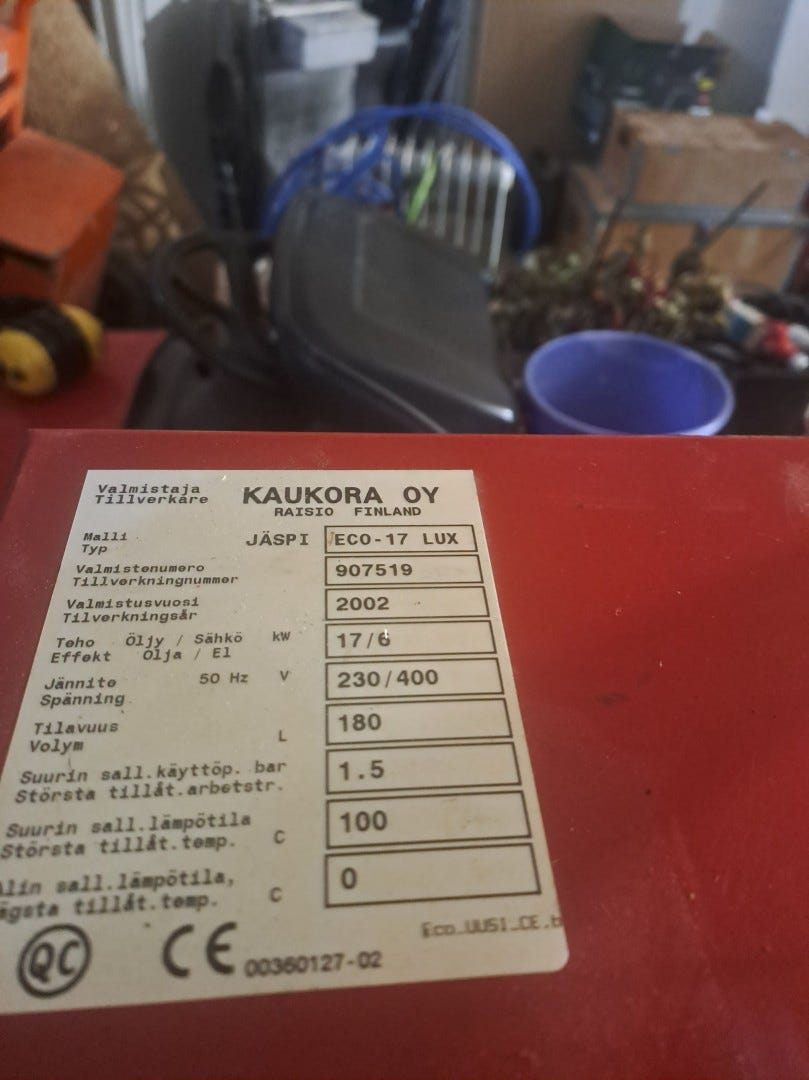 Valmistaja
Tillverkare
KAUKORA OY
RAISIO FINLAND
Malli
Typ
JÄSPI ECO-17 LUX
Valmistenumero
Tillverkningnummer
907519
Valmistusvuosi
Tilverkningsår
2002
Teho Öljy / Sähkö kW
Effekt Olja / El
17/6
Jännite 50 Hz V
Spänning
230/400
Tilavuus
Volym L
180
Suurin sall.käyttöp. bar
Största tillåt.arbetstr.
1.5
Suurin sall.lämpötila
Största tillåt.temp. C
100
Alin sall.lämpötila,
ägsta tillåt.temp. C
0
QC CE 00360127-02
Eco_UUSI_CE.b